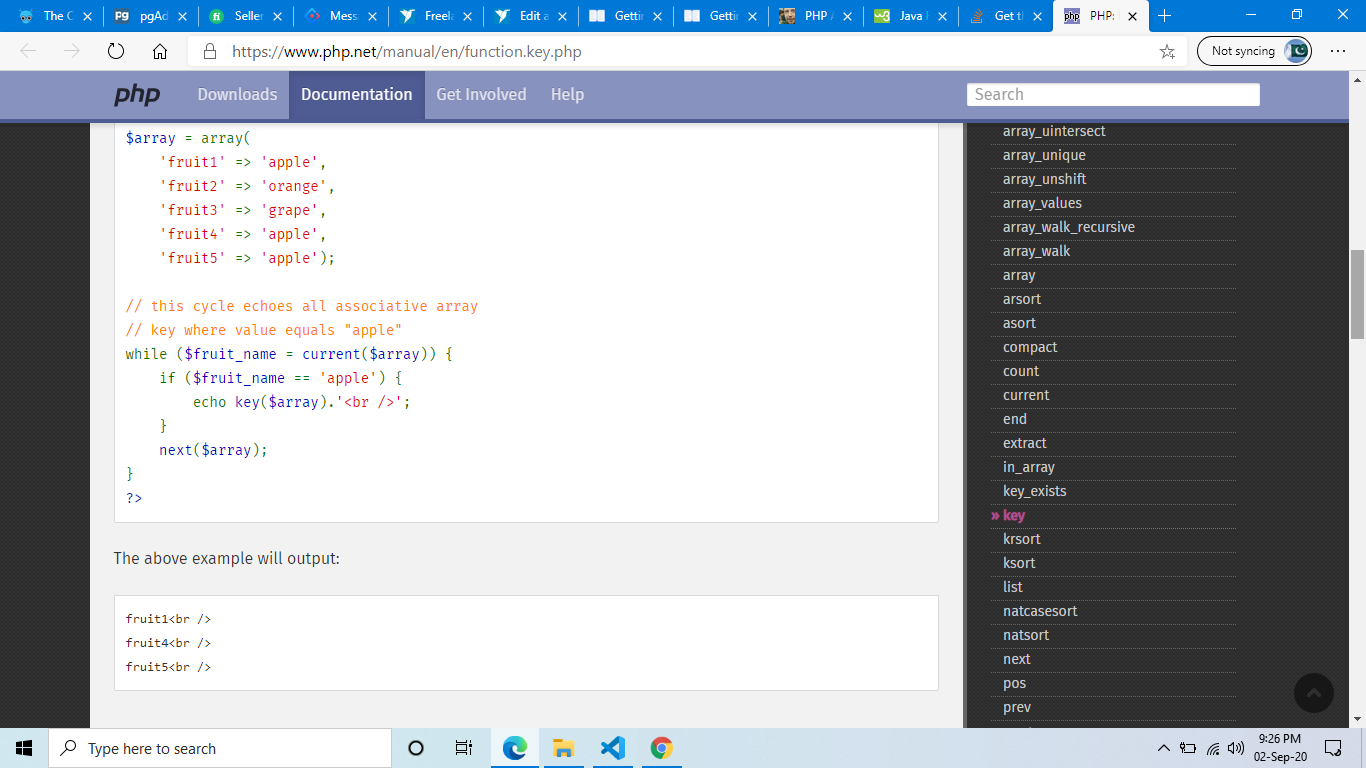 The C
pgAd
Seller
Messa
Freela
Edit a
Gettin
Gettin
PHP A
Java
Get th
PHP:
https://www.php.net/manual/en/function.key.php
Not syncing
php
Downloads
Documentation
Get Involved
Help
Search
$array = array(
    'fruit1' => 'apple',
    'fruit2' => 'orange',
    'fruit3' => 'grape',
    'fruit4' => 'apple',
    'fruit5' => 'apple');
// this cycle echoes all associative array
// key where value equals "apple"
while ($fruit_name = current($array)) {
    if ($fruit_name == 'apple') {
        echo key($array).'<br />';
    }
    next($array);
}
?>
The above example will output:
fruit1<br />
fruit4<br />
fruit5<br />
array_uintersect
array_unique
array_unshift
array_values
array_walk_recursive
array_walk
array
arsort
asort
compact
count
current
end
extract
in_array
key_exists
» key
krsort
ksort
list
natcasesort
natsort
next
pos
prev
Type here to search
9:26 PM
02-Sep-20